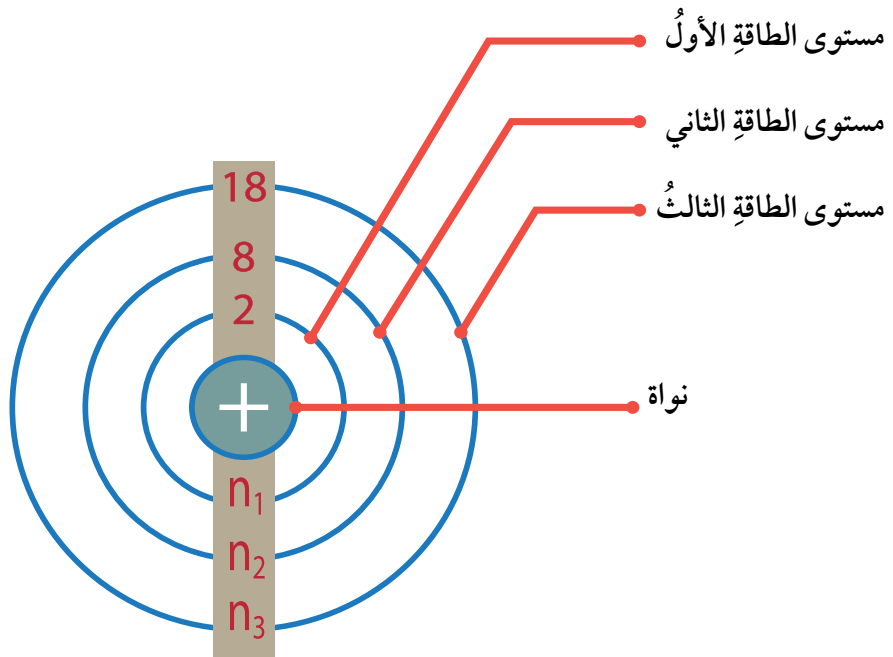 مستوى الطاقةِ الأولُ
مستوى الطاقةِ الثاني
مستوى الطاقةِ الثالثُ
18
8
2
+
نواة
n₁
n₂
n₃